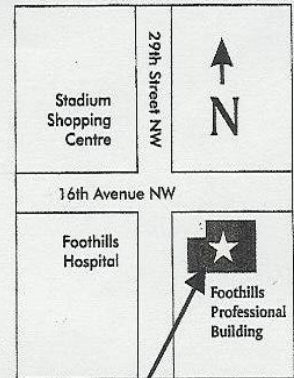 Stadium
Shopping
Centre
29th Street NW
N
16th Avenue NW
Foothills
Hospital
Foothills
Professional
Building